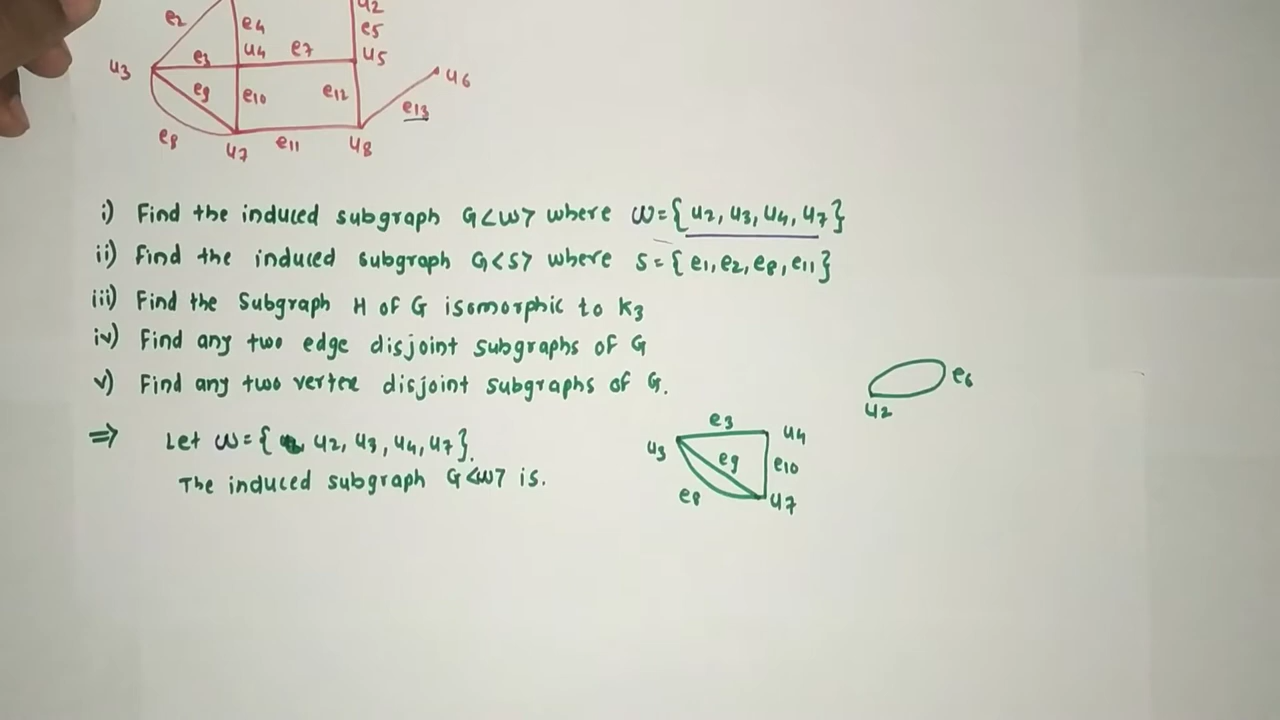 u2
e2 e4 e5
e3 u4 e7 u5
u3 u6
e9 e10 e12 e13
e8 u7 e11 u8
i) Find the induced subgraph G<w> where w={u2, u3, u4, u7}
ii) Find the induced subgraph G<s> where s={e1, e2, e8, e11}
iii) Find the Subgraph H of G isomorphic to K3
iv) Find any two edge disjoint subgraphs of G
v) Find any two vertex disjoint subgraphs of G.
e6
u2
⇒ Let w={ u2, u3, u4, u7}.
The induced subgraph G<w> is.
e3 u4
u3 e9 e10
e8 u7